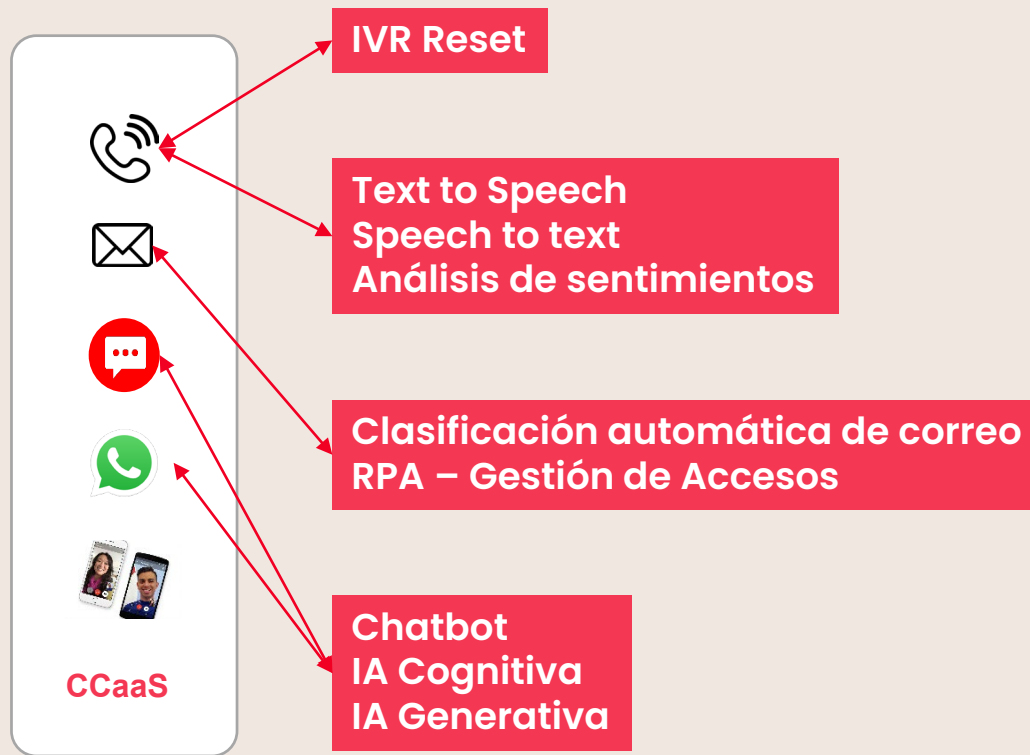 IVR Reset
Text to Speech
Speech to text
Análisis de sentimientos
Clasificación automática de correo
RPA – Gestión de Accesos
Chatbot
IA Cognitiva
IA Generativa
CCaaS